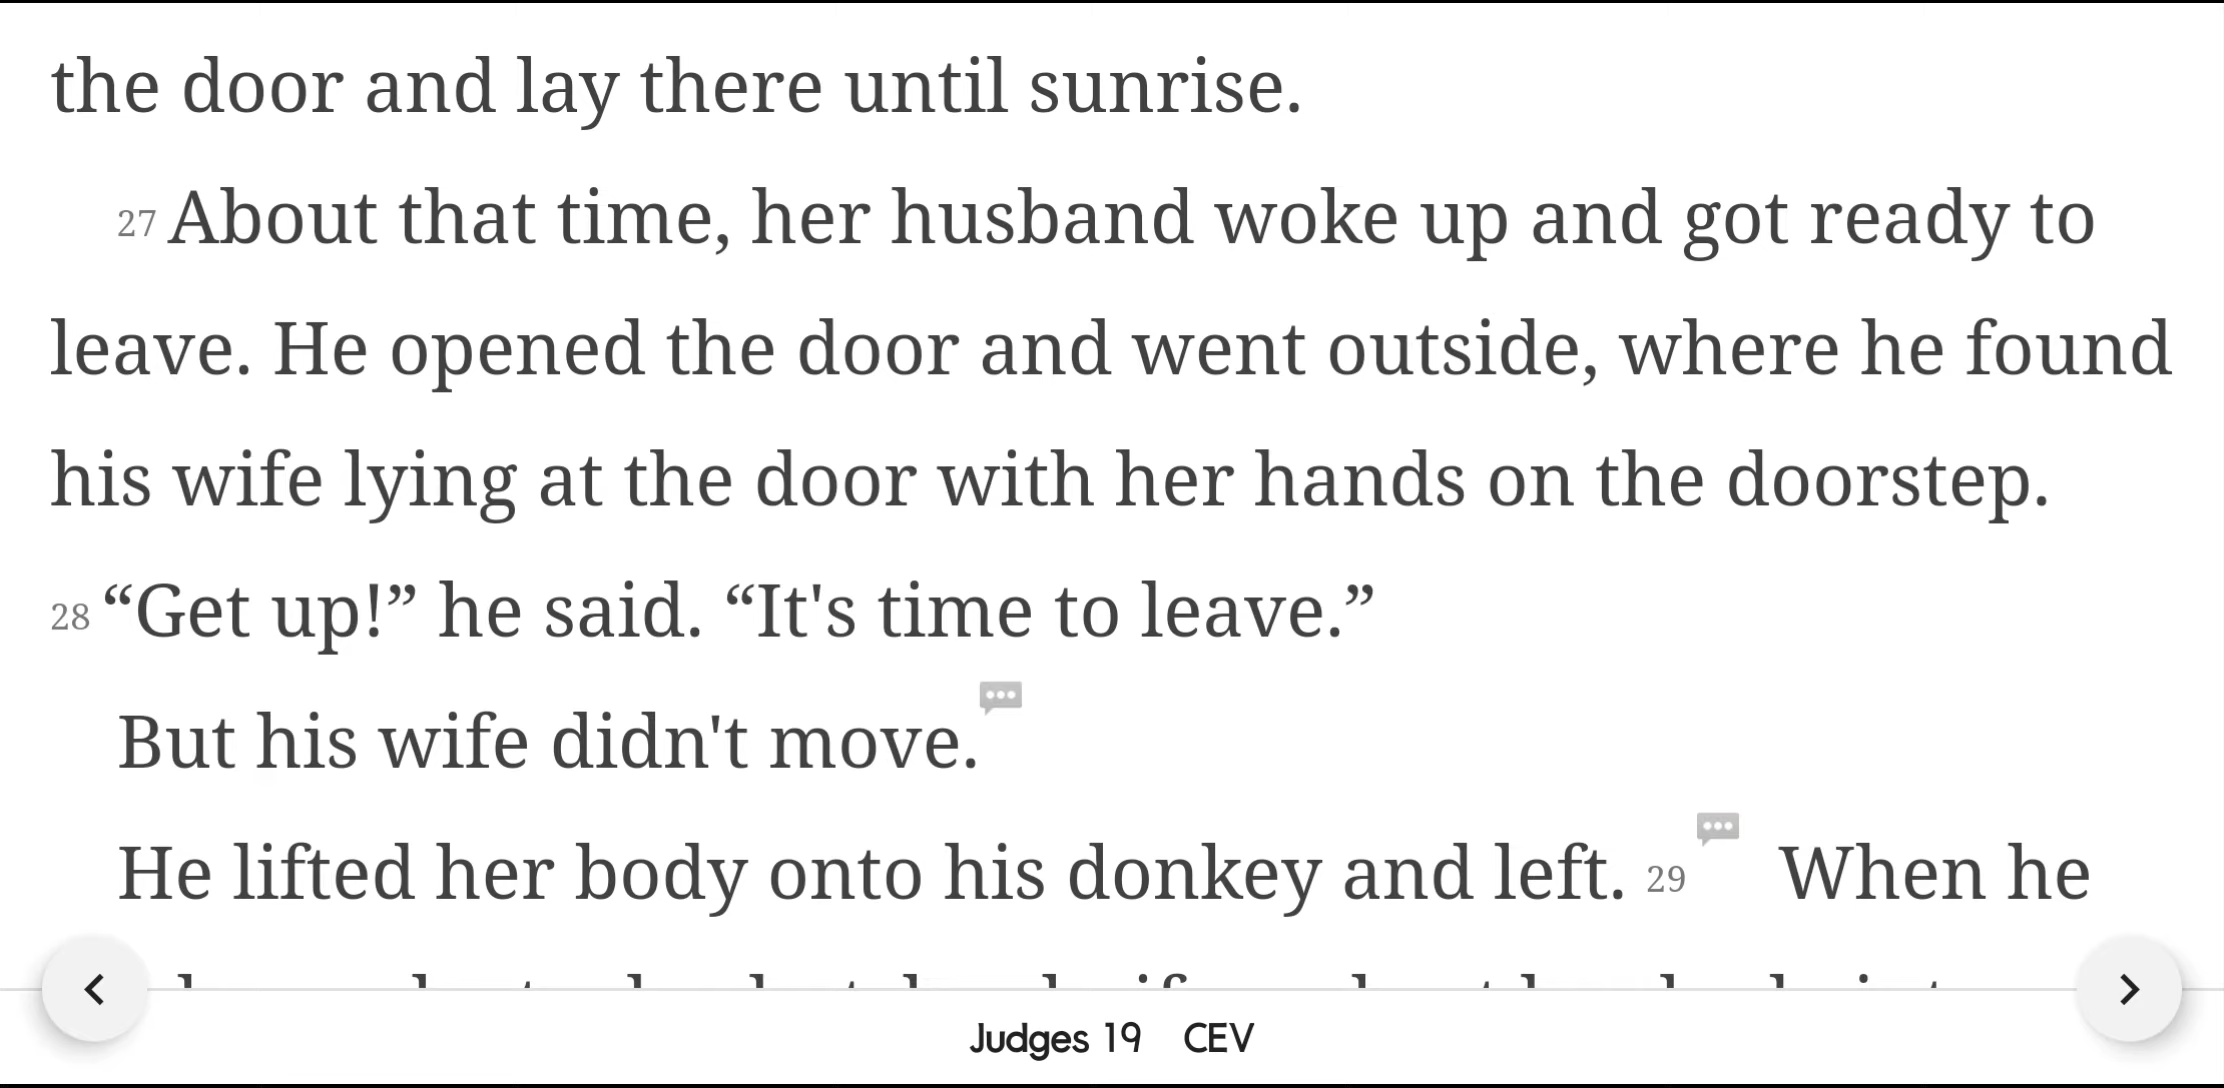 the door and lay there until sunrise.
27 About that time, her husband woke up and got ready to
leave. He opened the door and went outside, where he found
his wife lying at the door with her hands on the doorstep.
28 “Get up!” he said. “It's time to leave.”
But his wife didn't move.
He lifted her body onto his donkey and left. 29 When he
Judges 19 CEV